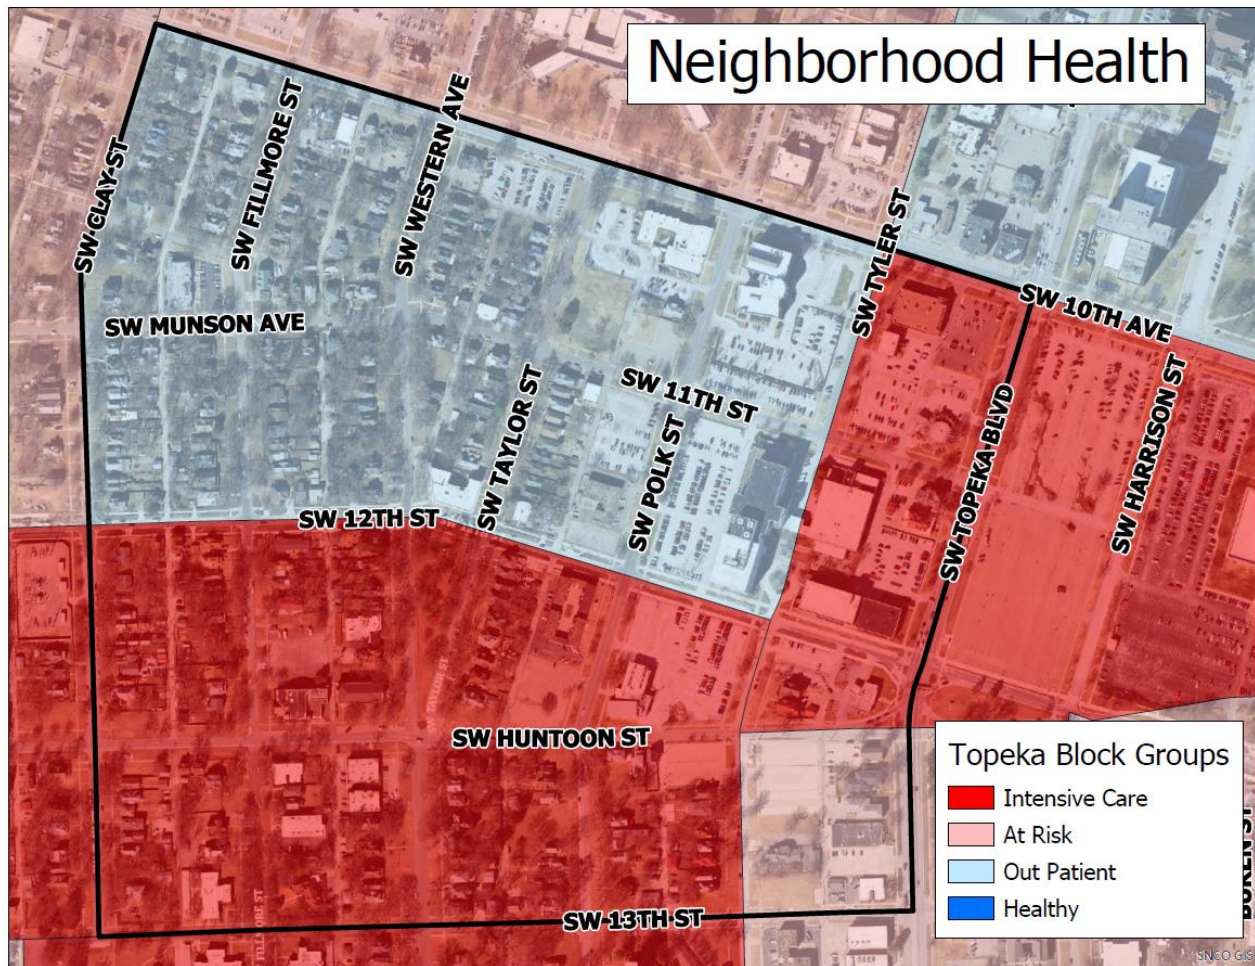 Neighborhood Health
SW CLAY ST
SW FILLMORE ST
SW WESTERN AVE
SW TYLER ST
SW 10TH AVE
SW MUNSON AVE
SW TAYLOR ST
SW 11TH ST
SW POLK ST
SW TOPEKA BLVD
SW HARRISON ST
SW 12TH ST
SW HUNTOON ST
SW 13TH ST
FILLMORE ST
Topeka Block Groups
Intensive Care
At Risk
Out Patient
Healthy
BUREN ST
SNCO GIS